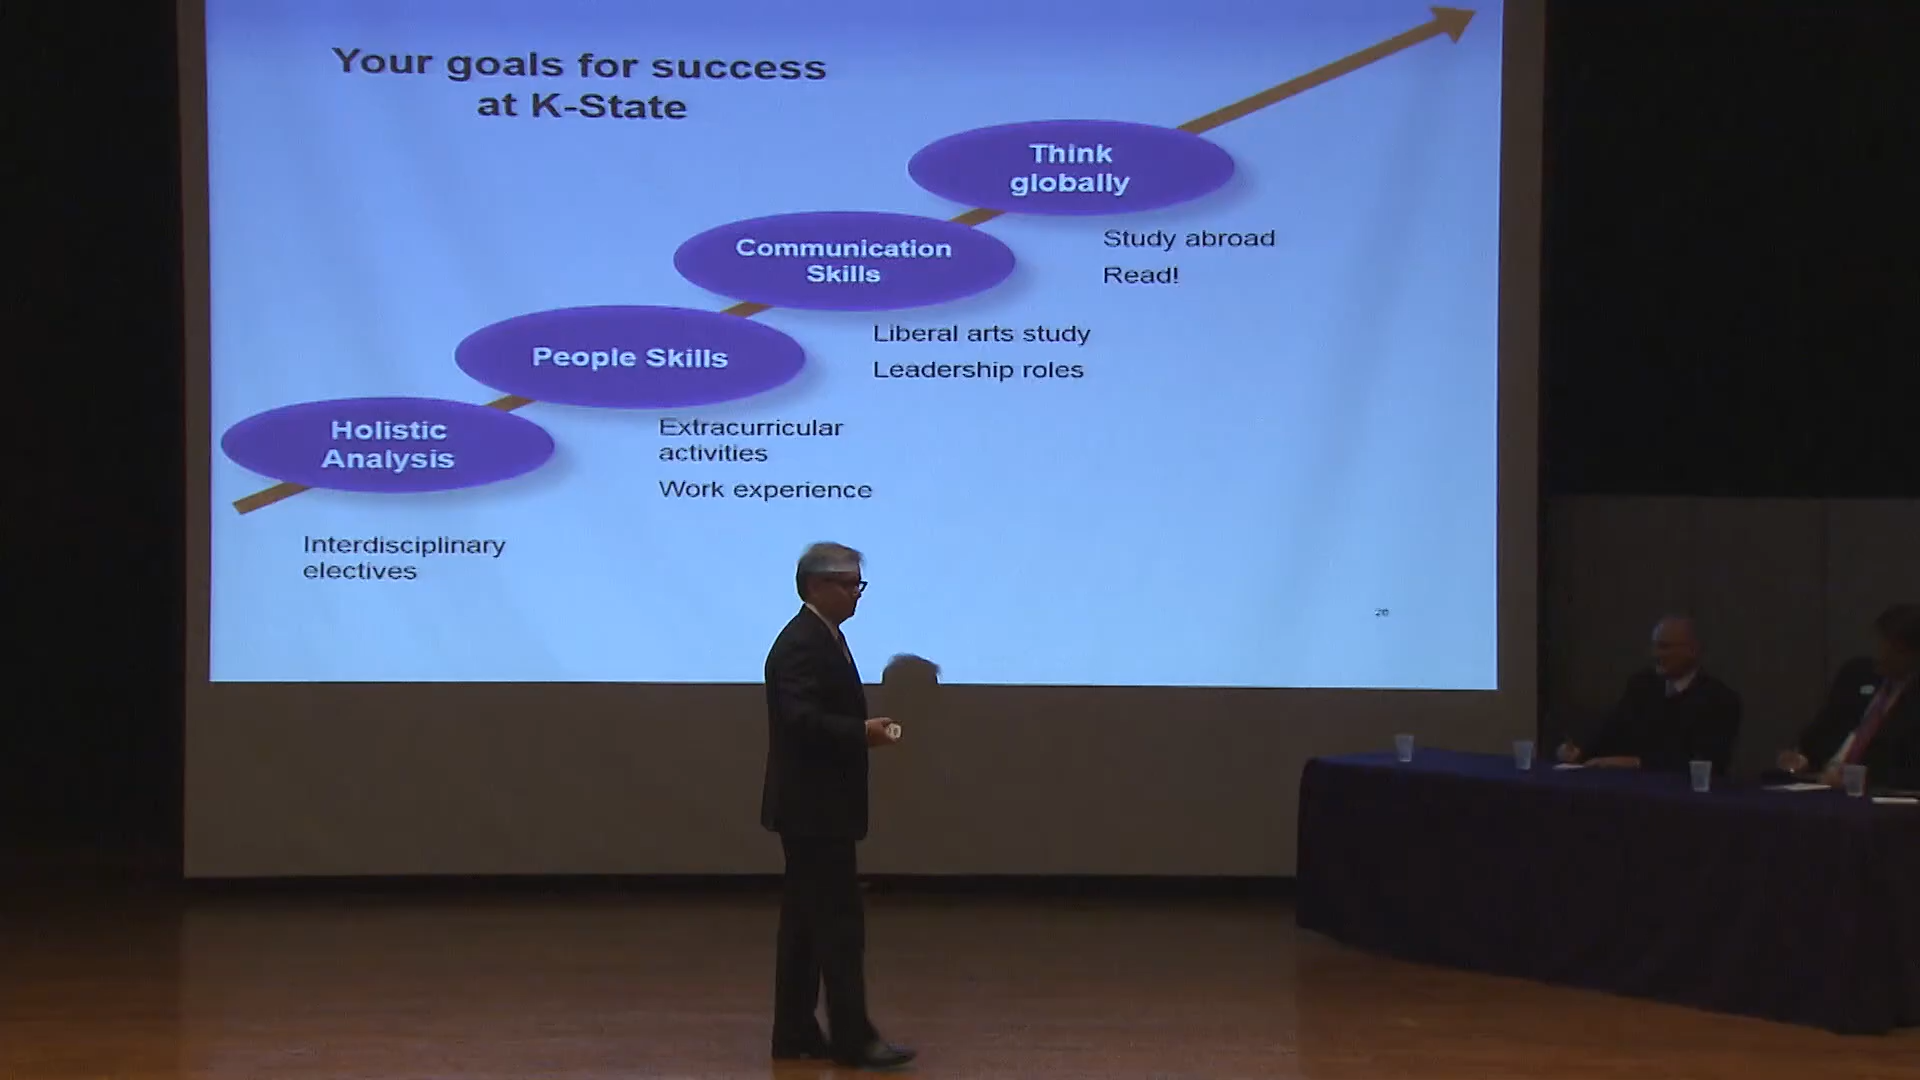 Your goals for success
at K-State
Think
globally
Study abroad
Read!
Communication
Skills
Liberal arts study
Leadership roles
People Skills
Extracurricular
activities
Work experience
Holistic
Analysis
Interdisciplinary
electives